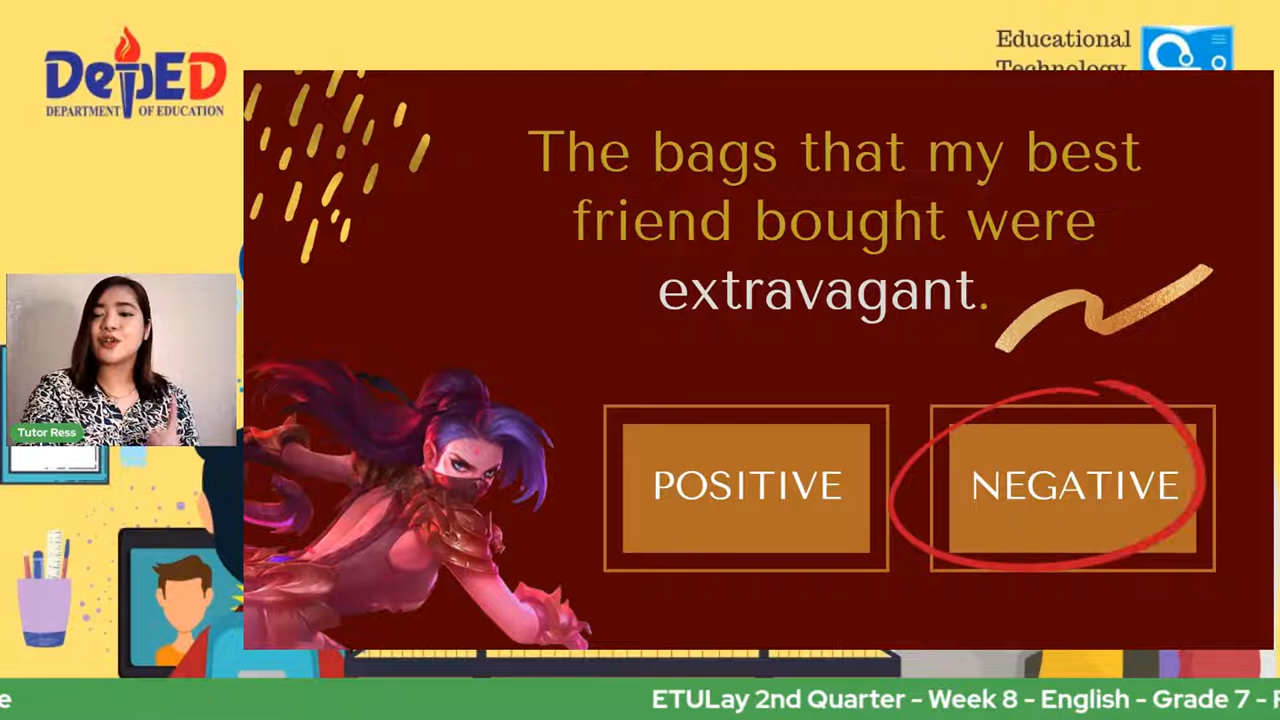 DepED
DEPARTMENT OF EDUCATION
Educational
Technology
The bags that my best
friend bought were
extravagant.
POSITIVE
NEGATIVE
Tutor Ress
e
ETULay 2nd Quarter - Week 8 - English - Grade 7 -